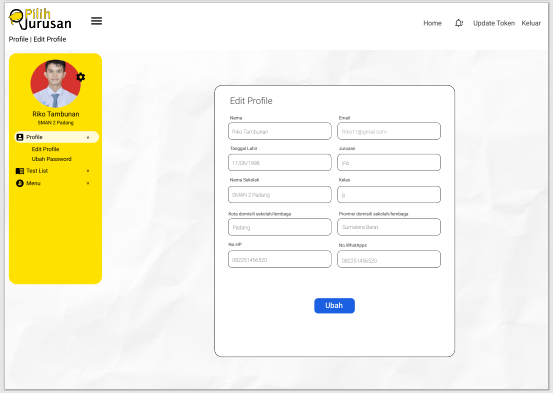 Pilih
Jurusan
Home
Update Token
Keluar
Profile | Edit Profile
Riko Tambunan
SMAN 2 Padang
Profile
Edit Profile
Ubah Password
Test List
Menu
Edit Profile
Nama
Email
Riko Tambunan
Riko11@gmail.com
Tanggal Lahir
Jurusan
11/06/1998
IPA
Nama Sekolah
Kelas
SMAN 2 Padang
Kota domisili sekolah/lembaga
Provinsi domisili sekolah/lembaga
Padang
Sumatera Barat
No.HP
No.WhatApps
082251456520
082251456520
Ubah